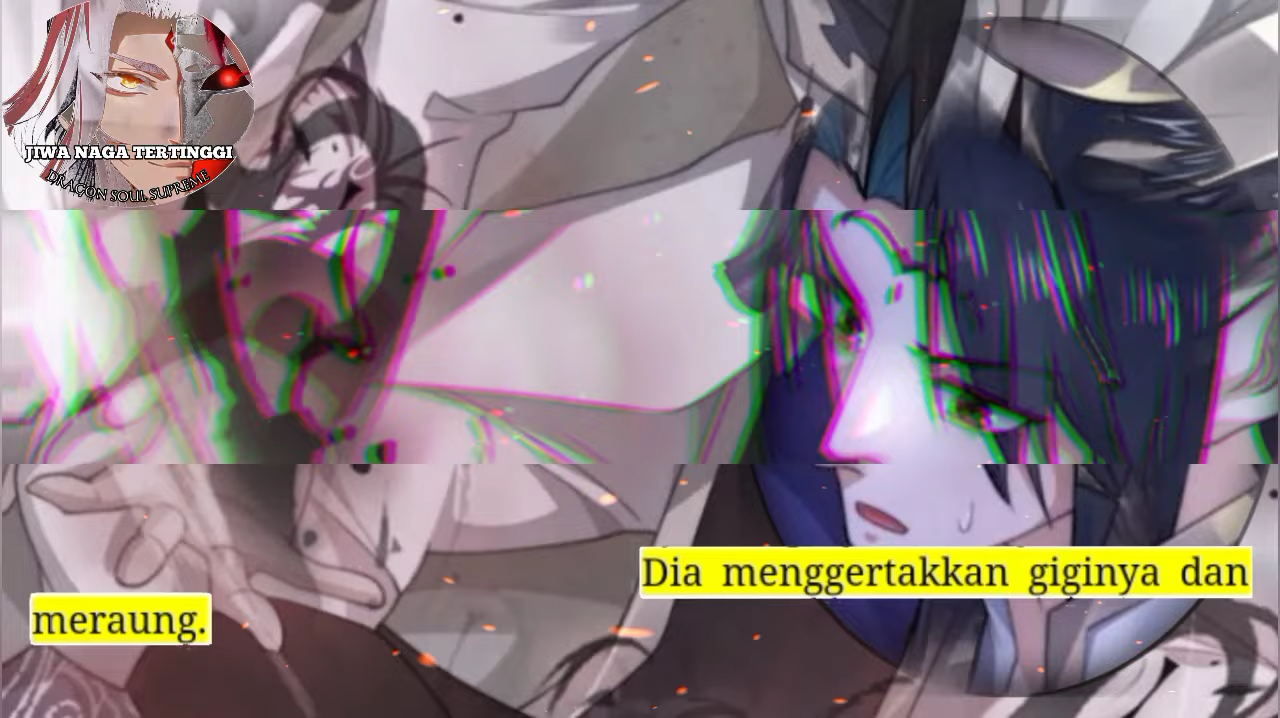 JIWA NAGA TERTINGGI
DRAGON SOUL SUPREME
Dia menggertakkan giginya dan
meraung.